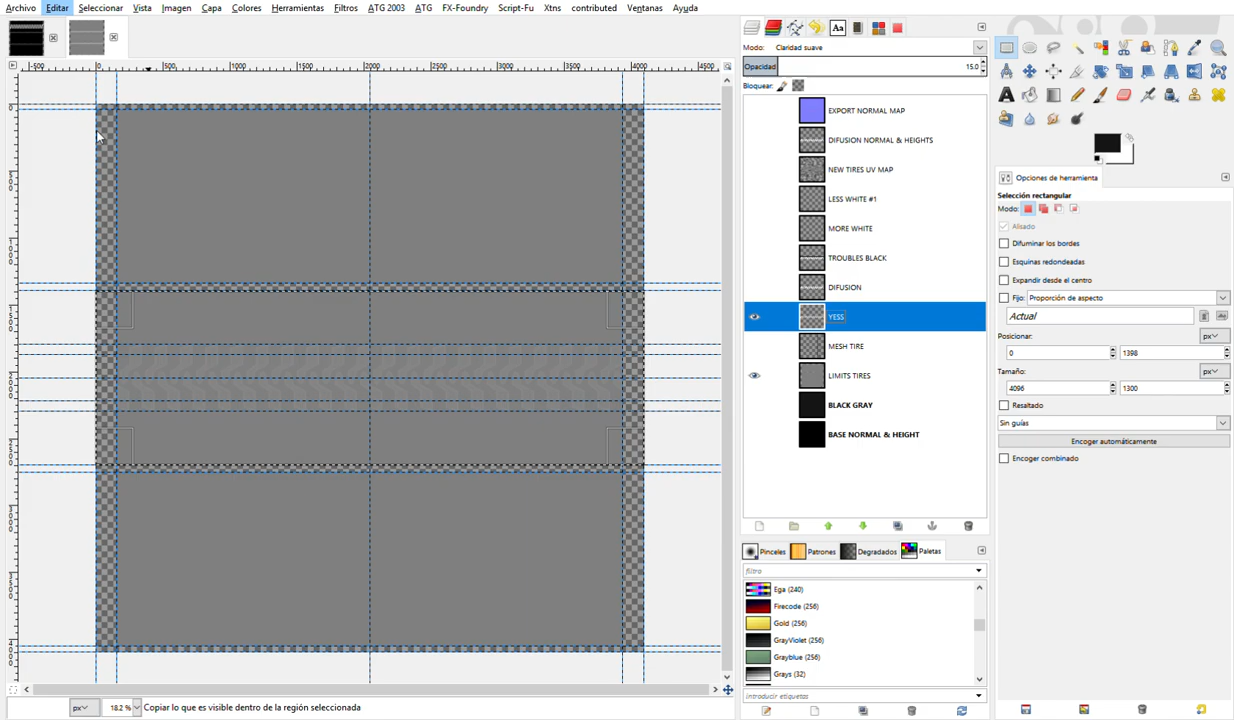 Archivo Editar Seleccionar Vista Imagen Capa Colores Herramientas Filtros ATG 2003 ATG FX-Foundry Script-Fu Xtns contributed Ventanas Ayuda
Modo: Claridad suave
Opacidad 15.0
Bloquear:
EXPORT NORMAL MAP
DIFUSION NORMAL & HEIGHTS
NEW TIRES UV MAP
LESS WHITE #1
MORE WHITE
TROUBLES BLACK
DIFUSION
YESS
MESH TIRE
LIMITS TIRES
BLACK GRAY
BASE NORMAL & HEIGHT
Pinceles Patrones Degradados Paletas
filtro
Ega (240)
Firecode (256)
Gold (256)
GrayViolet (256)
Grayblue (256)
Grays (32)
introducir etiquetas
Opciones de herramienta
Selección rectangular
Modo:
Alisado
Difuminar los bordes
Esquinas redondeadas
Expandir desde el centro
Fijo: Proporción de aspecto
Actual
Posicionar: px
0 1398
Tamaño: px
4096 1300
Resaltado
Sin guías
Encoger automáticamente
Encoger combinado
-500 0 500 1000 1500 2000 2500 3000 3500 4000 4500
px 18.2 % Copiar lo que es visible dentro de la región seleccionada